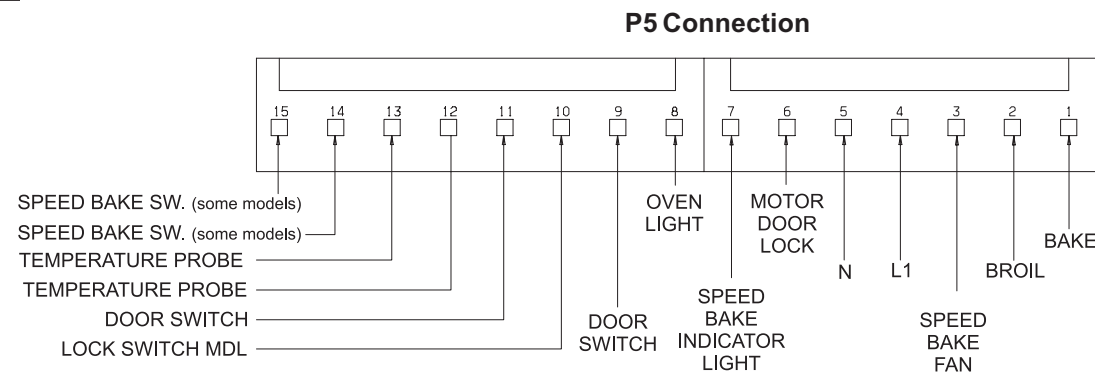 P5 Connection
15 14 13 12 11 10 9 8 7 6 5 4 3 2 1
SPEED BAKE SW. (some models)
SPEED BAKE SW. (some models)
TEMPERATURE PROBE
TEMPERATURE PROBE
DOOR SWITCH
LOCK SWITCH MDL
DOOR
SWITCH
OVEN
LIGHT
SPEED
BAKE
INDICATOR
LIGHT
MOTOR
DOOR
LOCK
N
L1
SPEED
BAKE
FAN
BROIL
BAKE